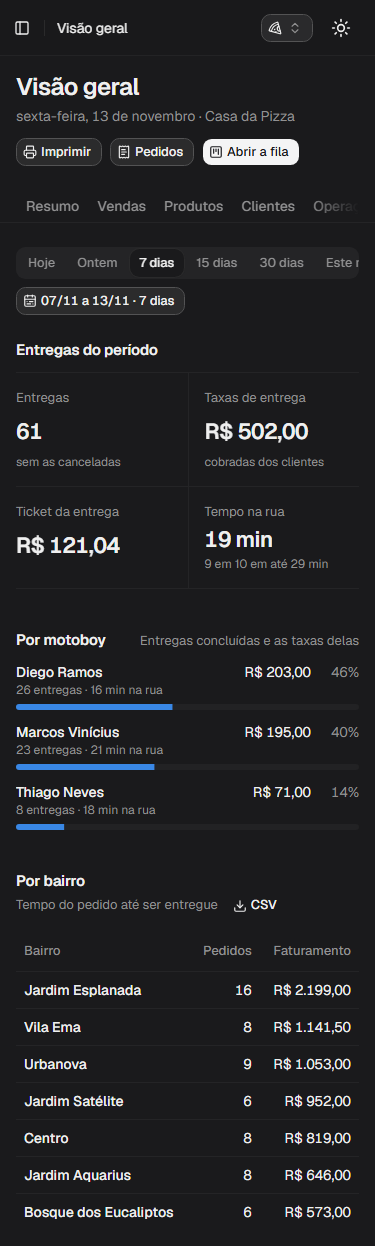 Visão geral
Visão geral
sexta-feira, 13 de novembro · Casa da Pizza
Imprimir Pedidos Abrir a fila
Resumo Vendas Produtos Clientes Opera
Hoje Ontem 7 dias 15 dias 30 dias Este
07/11 a 13/11 · 7 dias
Entregas do período
Entregas Taxas de entrega
61 R$ 502,00
sem as canceladas cobradas dos clientes
Ticket da entrega Tempo na rua
R$ 121,04 19 min
9 em 10 em até 29 min
Por motoboy Entregas concluídas e as taxas delas
Diego Ramos R$ 203,00 46%
26 entregas · 16 min na rua
Marcos Vinícius R$ 195,00 40%
23 entregas · 21 min na rua
Thiago Neves R$ 71,00 14%
8 entregas · 18 min na rua
Por bairro
Tempo do pedido até ser entregue CSV
Bairro Pedidos Faturamento
Jardim Esplanada 16 R$ 2.199,00
Vila Ema 8 R$ 1.141,50
Urbanova 9 R$ 1.053,00
Jardim Satélite 6 R$ 952,00
Centro 8 R$ 819,00
Jardim Aquarius 8 R$ 646,00
Bosque dos Eucaliptos 6 R$ 573,00